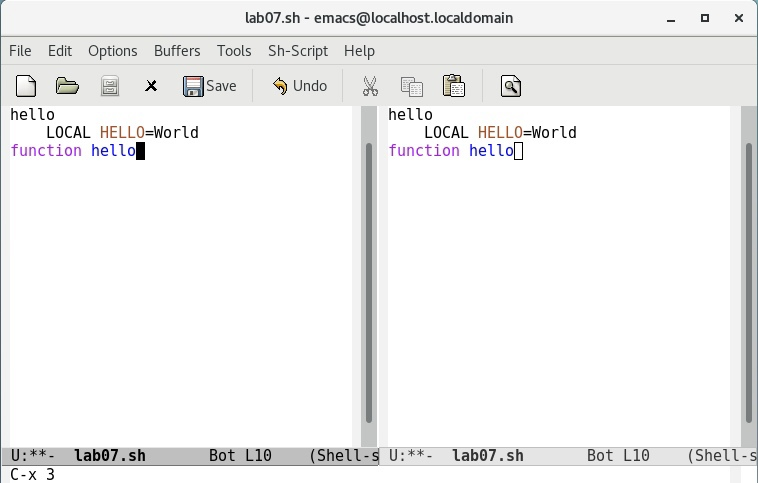 lab07.sh - emacs@localhost.localdomain
File Edit Options Buffers Tools Sh-Script Help
Save Undo
hello
LOCAL HELLO=World
function hello
hello
LOCAL HELLO=World
function hello
U:**- lab07.sh Bot L10 (Shell-s
U:**- lab07.sh Bot L10 (Shell-s
C-x 3